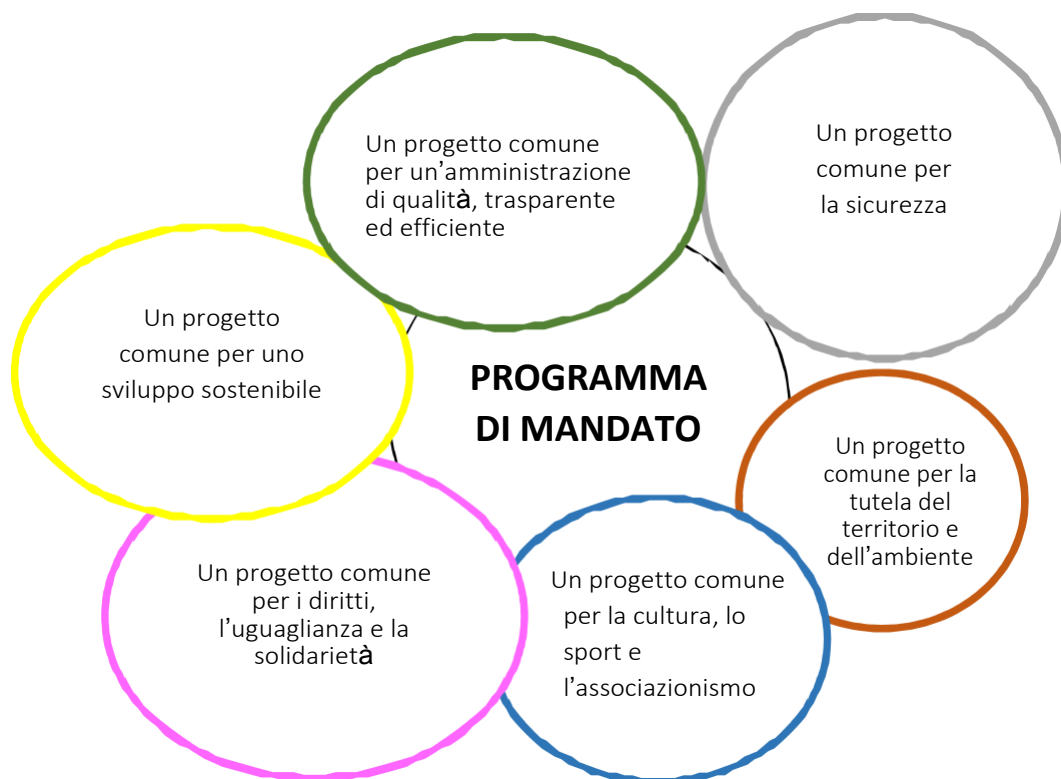 Un progetto comune
per un'amministrazione
di qualità, trasparente
ed efficiente
Un progetto
comune per
la sicurezza
Un progetto
comune per uno
sviluppo sostenibile
PROGRAMMA
DI MANDATO
Un progetto
comune per la
tutela del
territorio e
dell'ambiente
Un progetto comune
per i diritti,
l'uguaglianza e la
solidarietà
Un progetto comune
per la cultura, lo
sport e
l'associazionismo